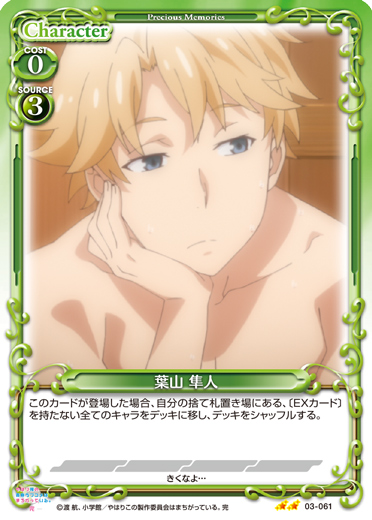 Precious Memories
Character
COST
0
SOURCE
3
葉山 隼人
このカードが登場した場合、自分の捨て札置き場にある、〔EXカード〕
を持たない全てのキャラをデッキに移し、デッキをシャッフルする。
きくなよ…
©渡 航、小学館／やはりこの製作委員会はまちがっている。完
03-061